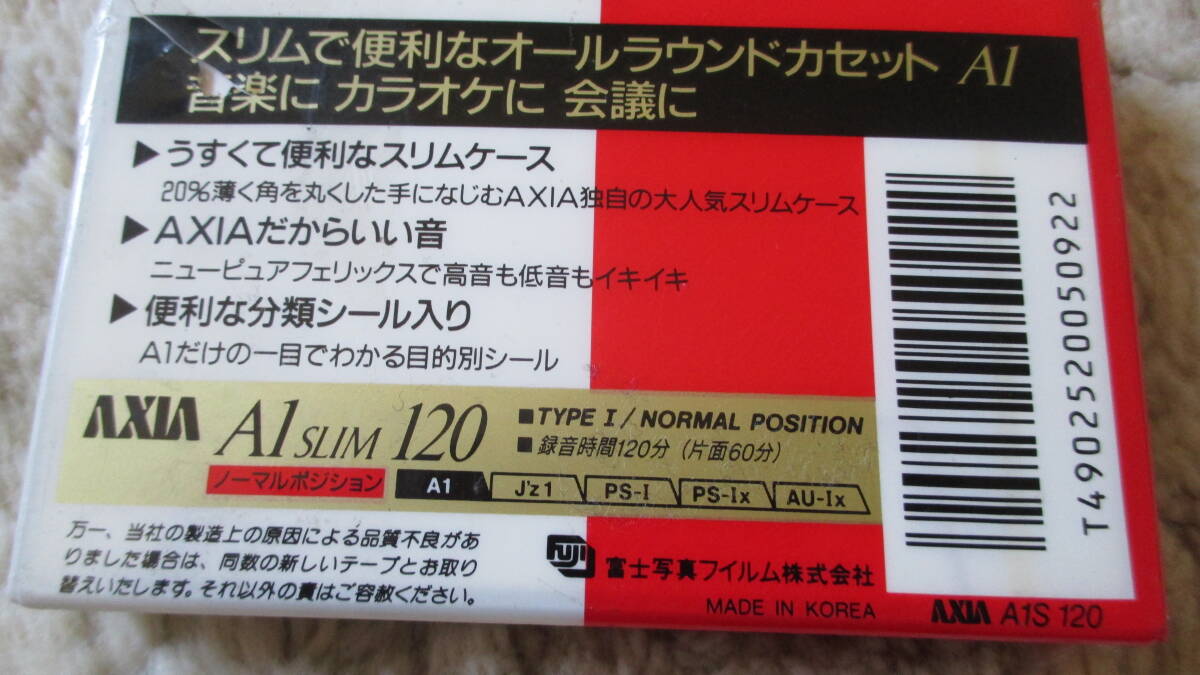 スリムで便利なオールラウンドカセット A1
音楽に カラオケに 会議に
▶うすくて便利なスリムケース
20%薄く角を丸くした手になじむAXIA独自の大人気スリムケース
▶AXIAだからいい音
ニューピュアフェリックスで高音も低音もイキイキ
▶便利な分類シール入り
A1だけの一目でわかる目的別シール
AXIA A1 SLIM 120
■TYPE I/NORMAL POSITION
■録音時間120分(片面60分)
ノーマルポジション A1 J'z1 PS-I PS-Ix AU-Ix
万一、当社の製造上の原因による品質不良があ
りました場合は、同数の新しいテープとお取り
替えいたします。それ以外の責はご容赦ください。
FUJI 富士写真フイルム株式会社
MADE IN KOREA
AXIA A1S 120
T4902520050922